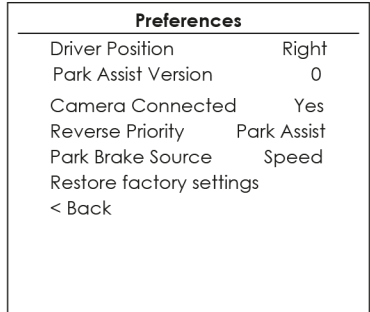 Preferences
Driver Position Right
Park Assist Version 0
Camera Connected Yes
Reverse Priority Park Assist
Park Brake Source Speed
Restore factory settings
< Back